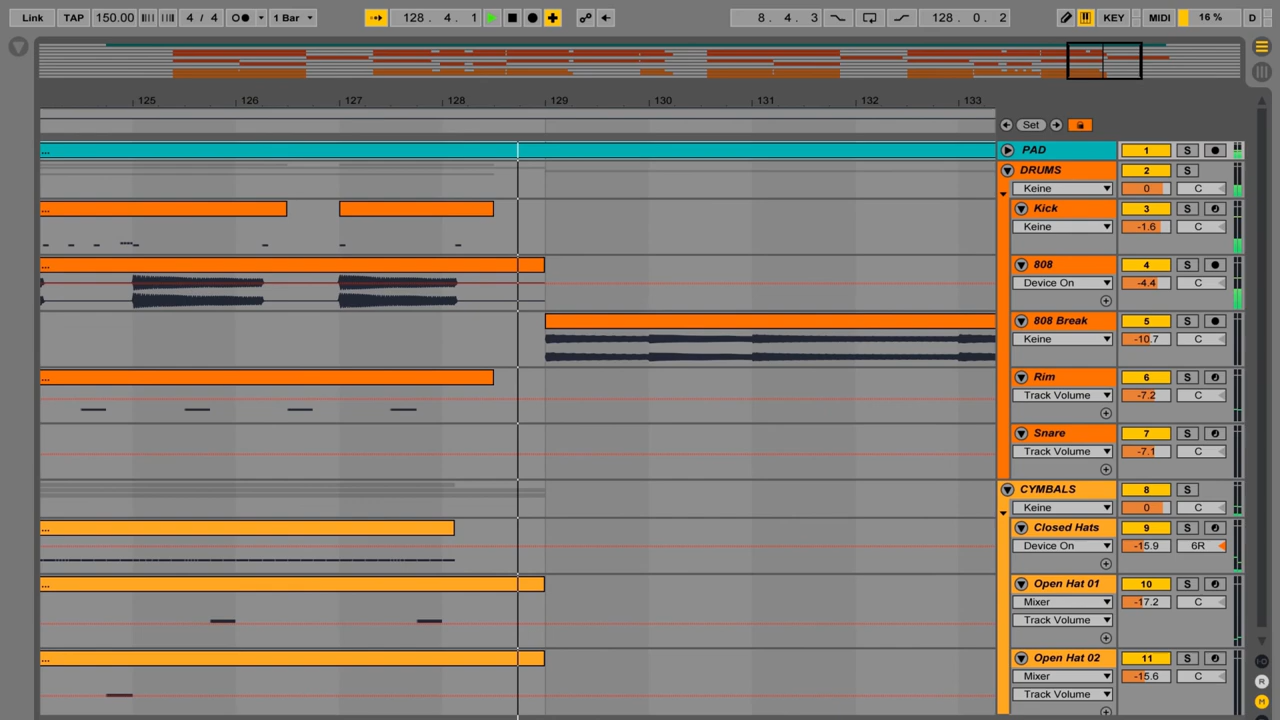 Link TAP 150.00 4 / 4 1 Bar 128 . 4 . 1 8 . 4 . 3 128 . 0 . 2 KEY MIDI 16 % D
125 126 127 128 129 130 131 132 133
Set
... PAD 1 S
DRUMS 2 S
Keine 0 C
... Kick 3 S
Keine -1.6 C
... 808 4 S
Device On -4.4 C
808 Break 5 S
Keine -10.7 C
... Rim 6 S
Track Volume -7.2 C
Snare 7 S
Track Volume -7.1 C
CYMBALS 8 S
Keine 0 C
... Closed Hats 9 S
Device On -15.9 6R
... Open Hat 01 10 S
Mixer -17.2 C
Track Volume
... Open Hat 02 11 S
Mixer -15.6 C
R
Track Volume
M